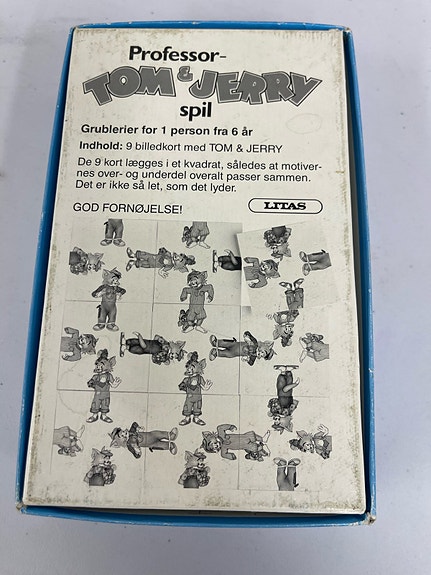 Professor-
TOM & JERRY
spil
Grublerier for 1 person fra 6 år
Indhold: 9 billedkort med TOM & JERRY
De 9 kort lægges i et kvadrat, således at motiver-
nes over- og underdel overalt passer sammen.
Det er ikke så let, som det lyder.
GOD FORNØJELSE!
LITAS